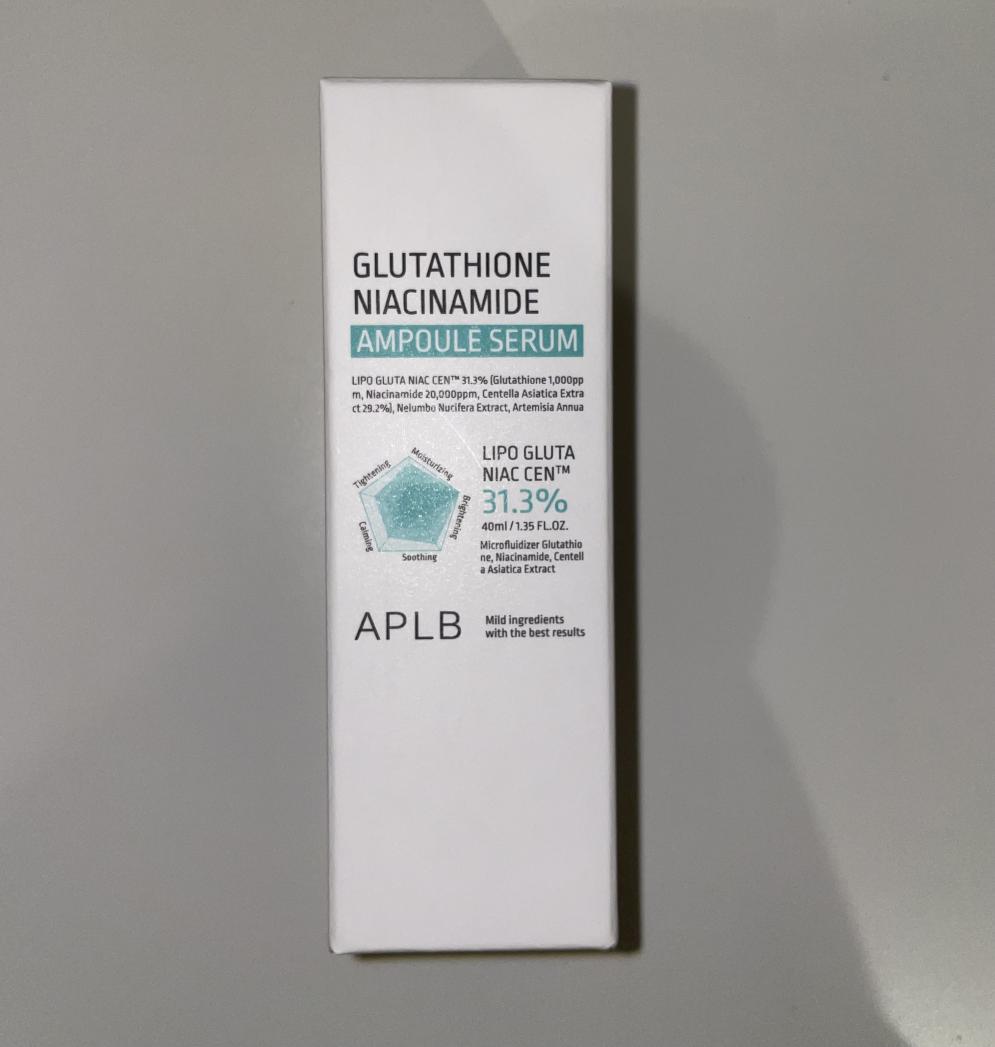 GLUTATHIONE
NIACINAMIDE
AMPOULE SERUM
LIPO GLUTA NIAC CEN™ 31.3% (Glutathione 1,000pp
m, Niacinamide 20,000ppm, Centella Asiatica Extra
ct 29.2%), Nelumbo Nucifera Extract, Artemisia Annua
Tightening
Moisturizing
Brightening
Calming
Soothing
LIPO GLUTA
NIAC CEN™
31.3%
40ml / 1.35 FL.OZ.
Microfluidizer Glutathio
ne, Niacinamide, Centell
a Asiatica Extract
APLB
Mild ingredients
with the best results